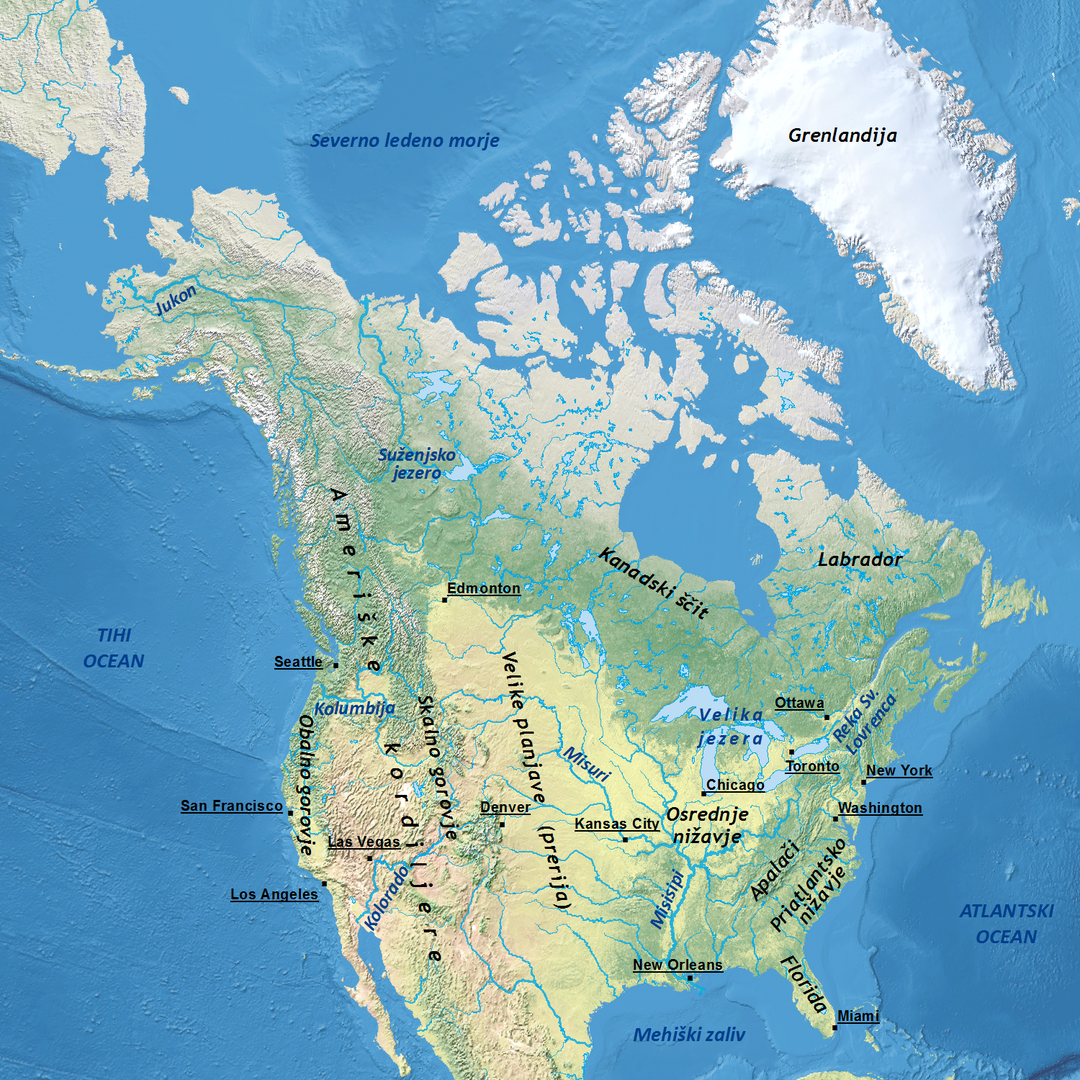 Grenlandija
Severno ledeno morje
Jukon
Suženjsko
jezero
Ameriške
kordiljere
Kanadski ščit
Labrador
Edmonton
TIHI
OCEAN
Seattle
Kolumbija
Velike planjave (prerija)
Skalno gorovje
Obalno gorovje
Ottawa
Reka Sv.
Lovrenca
Velika
jezera
Misuri
Toronto
New York
Chicago
San Francisco
Denver
Kansas City
Osrednje
nižavje
Washington
Las Vegas
Los Angeles
Kolorado
Misisipi
Apalači
Priatlantsko
nižavje
ATLANTSKI
OCEAN
New Orleans
Florida
Miami
Mehiški zaliv